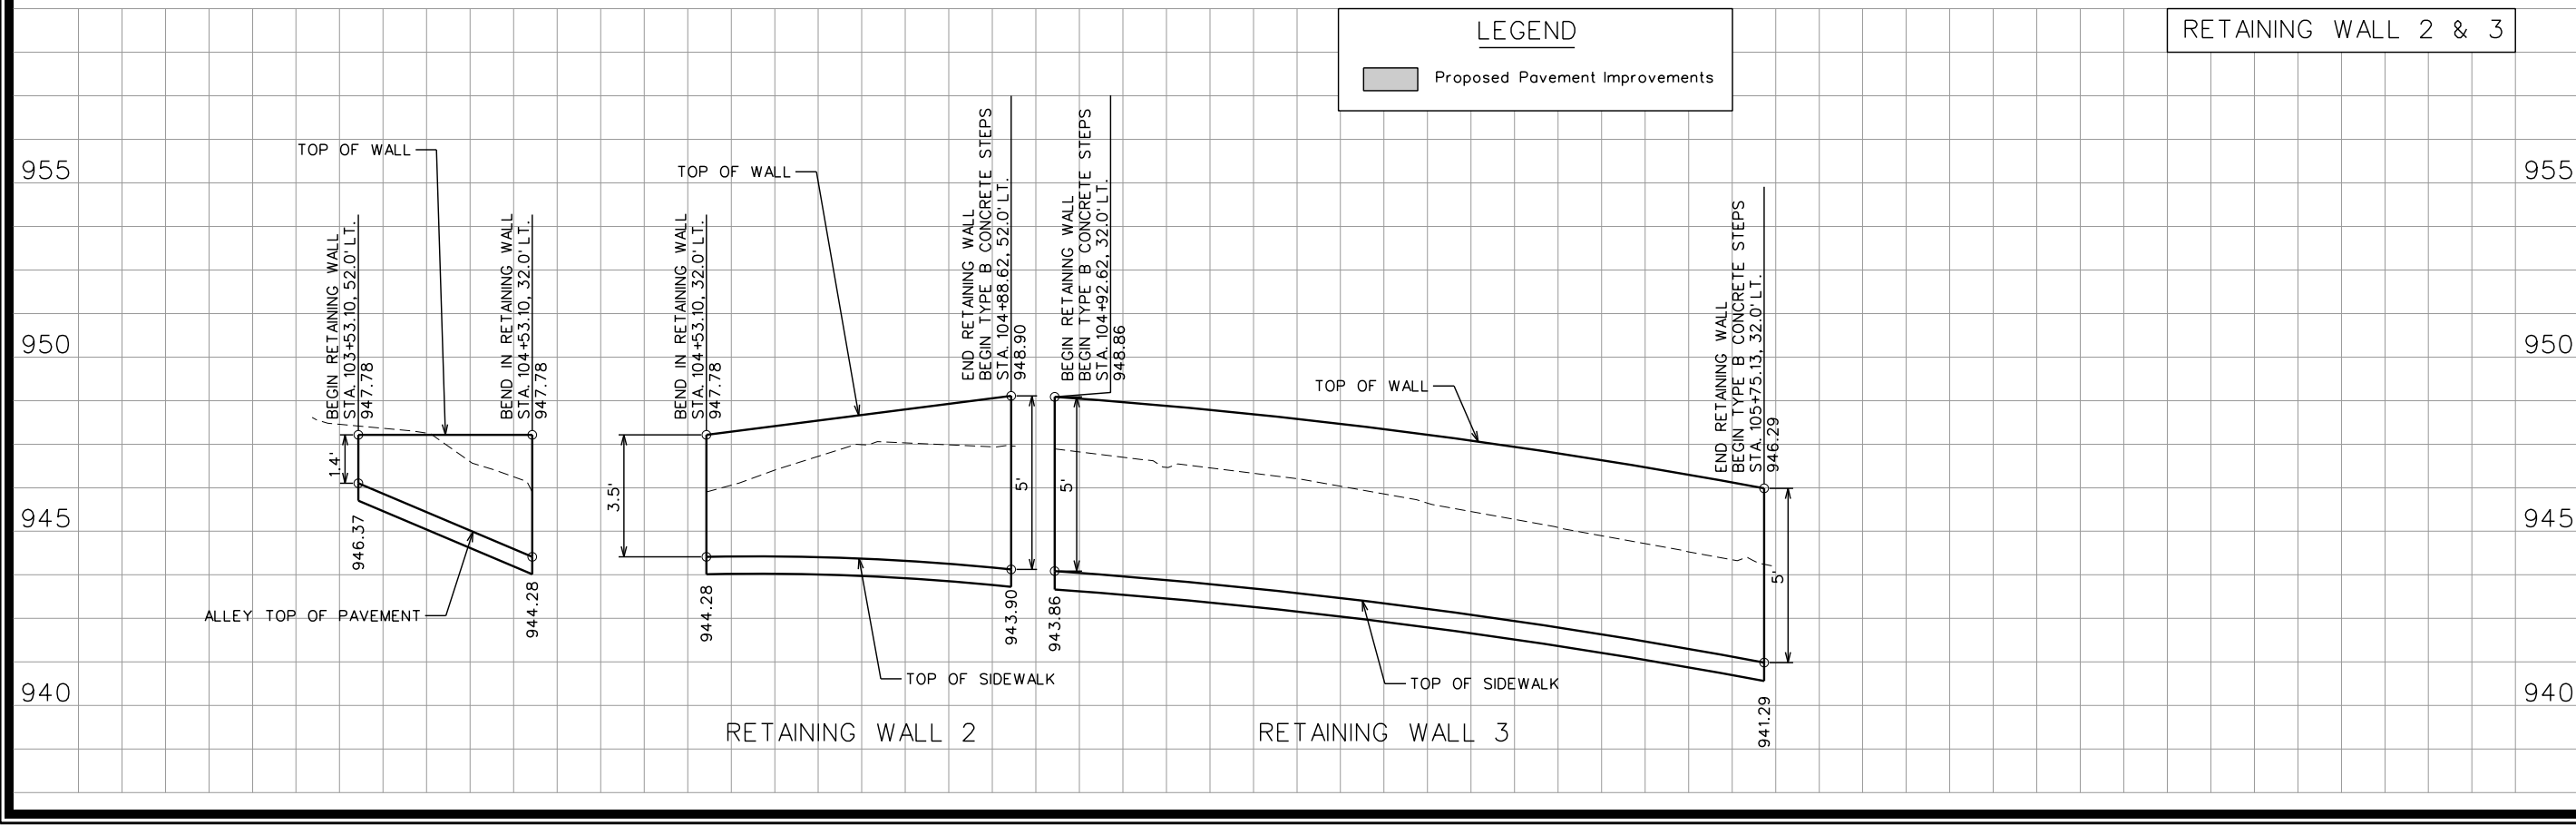 LEGEND
Proposed Pavement Improvements
RETAINING WALL 2 & 3
955
955
950
950
945
945
940
940
TOP OF WALL
BEGIN RETAINING WALL
STA. 103+53.10, 52.0' LT.
947.78
BEND IN RETAINING WALL
STA. 104+53.10, 32.0' LT.
947.78
1.4'
946.37
944.28
ALLEY TOP OF PAVEMENT
TOP OF WALL
BEND IN RETAINING WALL
STA. 104+53.10, 32.0' LT.
947.78
END RETAINING WALL
BEGIN TYPE B CONCRETE STEPS
STA. 104+88.62, 52.0' LT.
948.90
3.5'
5'
944.28
943.90
TOP OF SIDEWALK
RETAINING WALL 2
BEGIN RETAINING WALL
BEGIN TYPE B CONCRETE STEPS
STA. 104+92.62, 32.0' LT.
948.86
TOP OF WALL
END RETAINING WALL
BEGIN TYPE B CONCRETE STEPS
STA. 105+75.13, 32.0' LT.
946.29
5'
5'
943.86
941.29
TOP OF SIDEWALK
RETAINING WALL 3